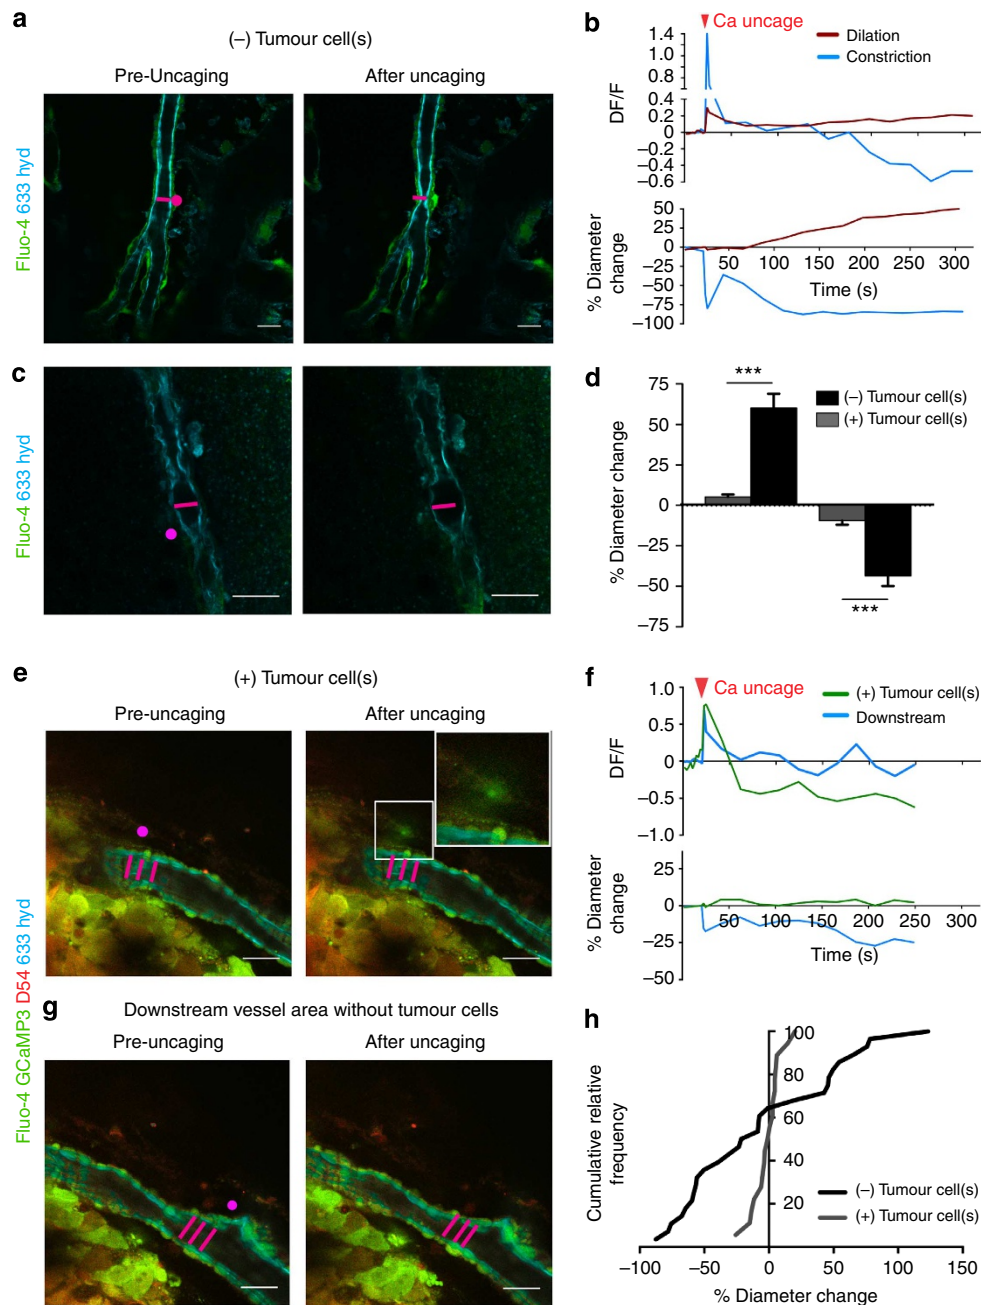 a
(–) Tumour cell(s)
Pre-Uncaging
After uncaging
Fluo-4 633 hyd
b
Ca uncage
Dilation
Constriction
DF/F
1.4
1.2
0.8
0.4
0.2
0
–0.2
–0.4
–0.6
50
25
0
–25
–50
–75
–100
% Diameter
change
50 100 150 200 250 300
Time (s)
c
Fluo-4 633 hyd
d
***
(–) Tumour cell(s)
(+) Tumour cell(s)
% Diameter change
75
50
25
0
–25
–50
–75
***
e
(+) Tumour cell(s)
Pre-uncaging
After uncaging
Fluo-4 GCaMP3 D54 633 hyd
f
Ca uncage
(+) Tumour cell(s)
Downstream
DF/F
1.0
0.5
0
–0.5
–1.0
% Diameter
change
25
0
–25
–50
50 100 150 200 250 300
Time (s)
g
Downstream vessel area without tumour cells
Pre-uncaging
After uncaging
h
Cumulative relative
frequency
100
80
60
40
20
(–) Tumour cell(s)
(+) Tumour cell(s)
–100 –50 0 50 100 150
% Diameter change